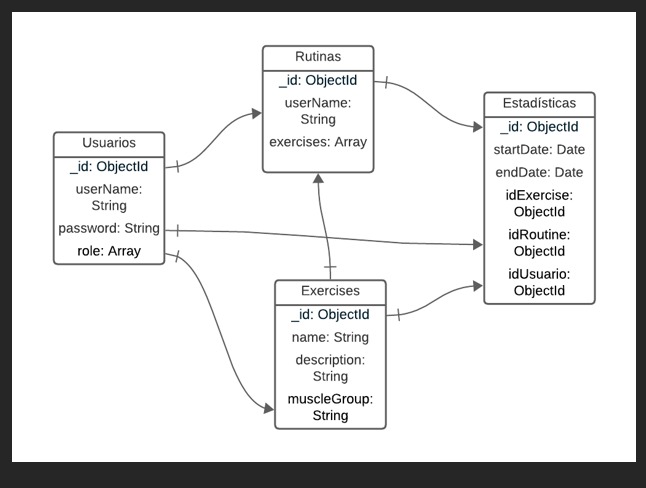 Rutinas
_id: ObjectId
userName:
String
exercises: Array
Estadísticas
_id: ObjectId
startDate: Date
endDate: Date
idExercise:
ObjectId
idRoutine:
ObjectId
idUsuario:
ObjectId
Usuarios
_id: ObjectId
userName:
String
password: String
role: Array
Exercises
_id: ObjectId
name: String
description:
String
muscleGroup:
String